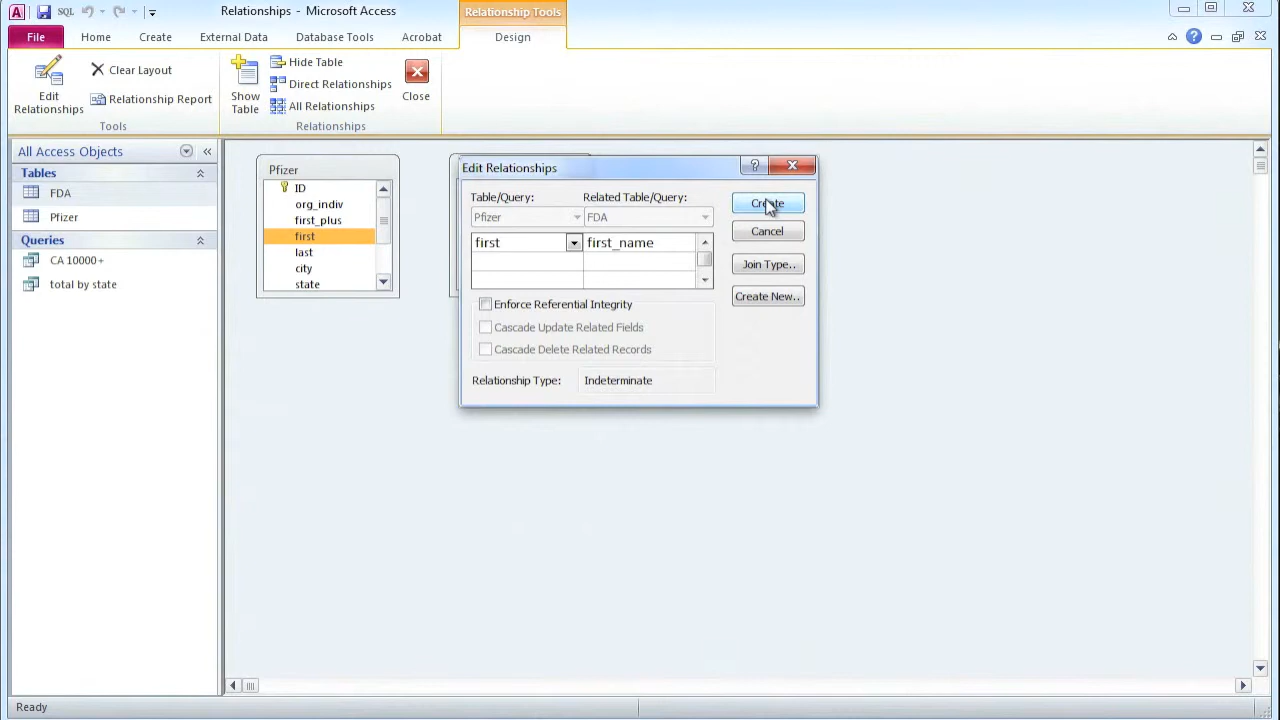 SQL
Relationships - Microsoft Access
Relationship Tools
File
Home
Create
External Data
Database Tools
Acrobat
Design
Edit
Relationships
Clear Layout
Relationship Report
Tools
Show
Table
Hide Table
Direct Relationships
All Relationships
Close
Relationships
All Access Objects
Tables
FDA
Pfizer
Queries
CA 10000+
total by state
Pfizer
ID
org_indiv
first_plus
first
last
city
state
Edit Relationships
Table/Query:
Related Table/Query:
Pfizer
FDA
first
first_name
Enforce Referential Integrity
Cascade Update Related Fields
Cascade Delete Related Records
Relationship Type:
Indeterminate
Create
Cancel
Join Type..
Create New..
Ready